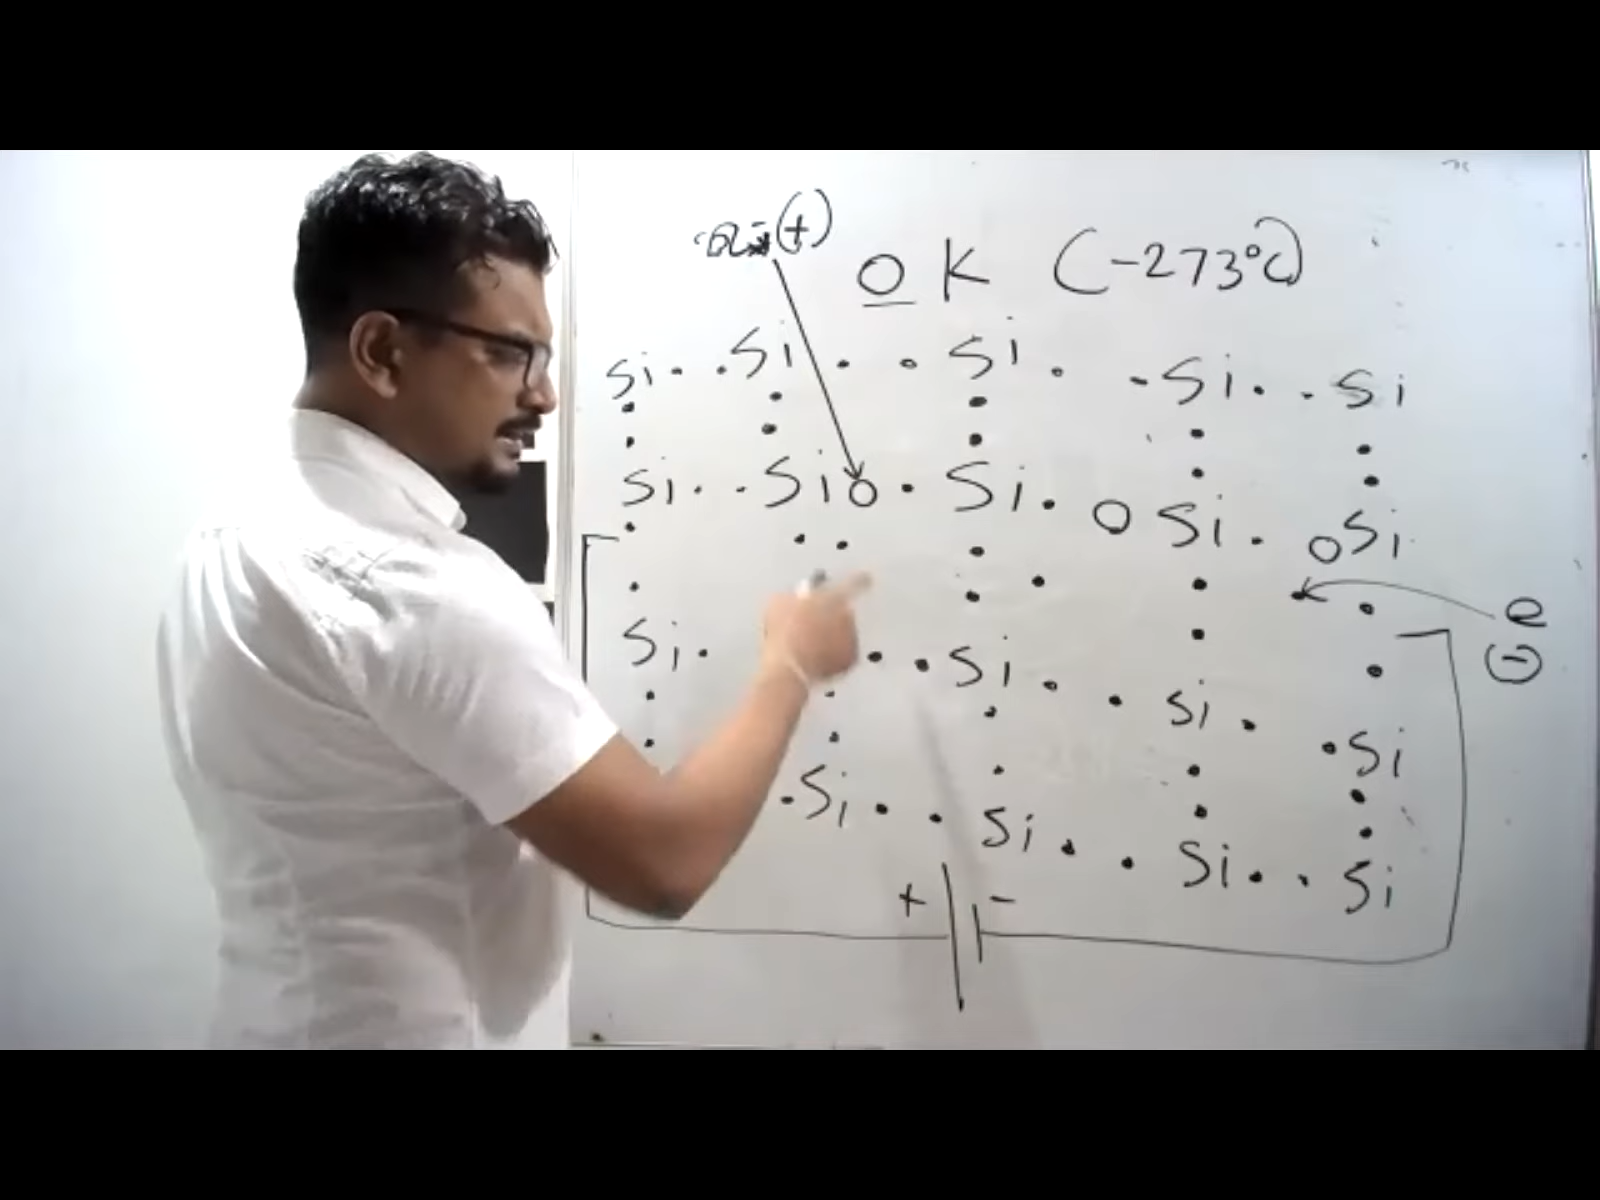 (+)
0 K (-273°C)
Si Si Si Si Si
Si Si Si Si Si
e
(-)
Si Si Si Si
Si Si Si Si
+ -